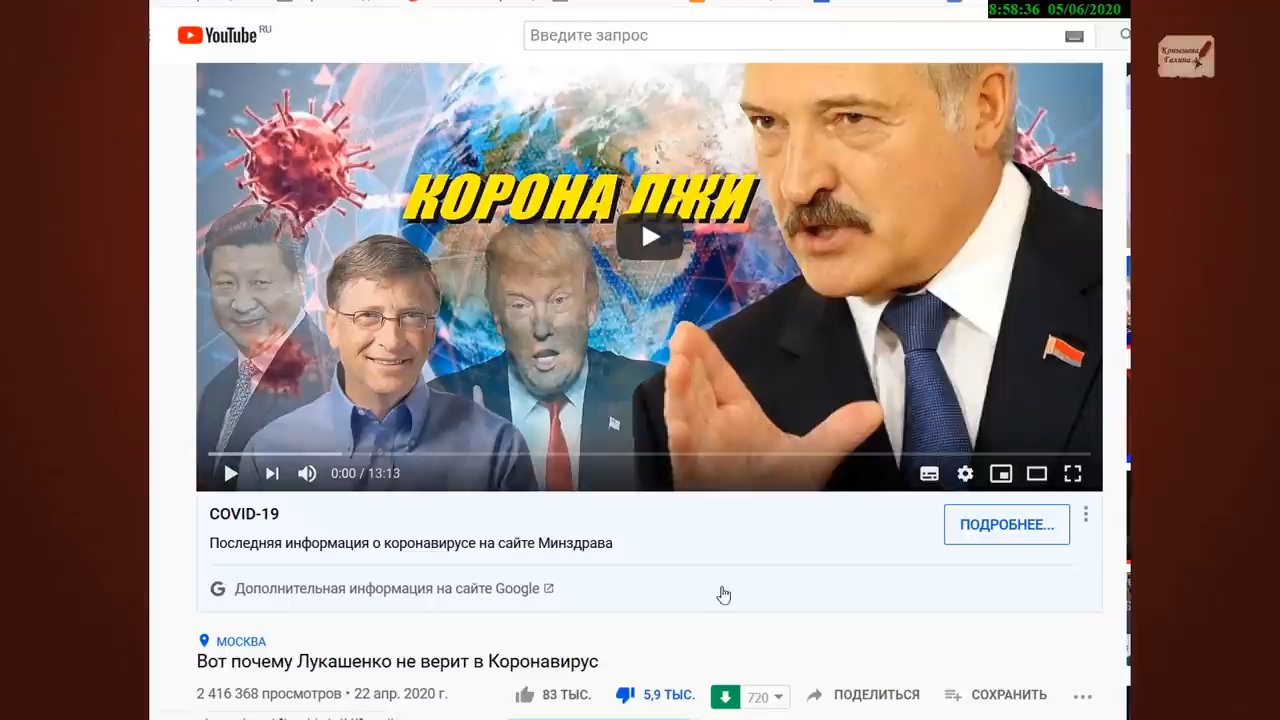 8:58:36 05/06/2020
YouTube RU
Введите запрос
Конышева
Галина
КОРОНА ЛЖИ
0:00 / 13:13
COVID-19
ПОДРОБНЕЕ...
Последняя информация о коронавирусе на сайте Минздрава
G Дополнительная информация на сайте Google
МОСКВА
Вот почему Лукашенко не верит в Коронавирус
2 416 368 просмотров • 22 апр. 2020 г.
83 ТЫС.
5,9 ТЫС.
720
ПОДЕЛИТЬСЯ
СОХРАНИТЬ